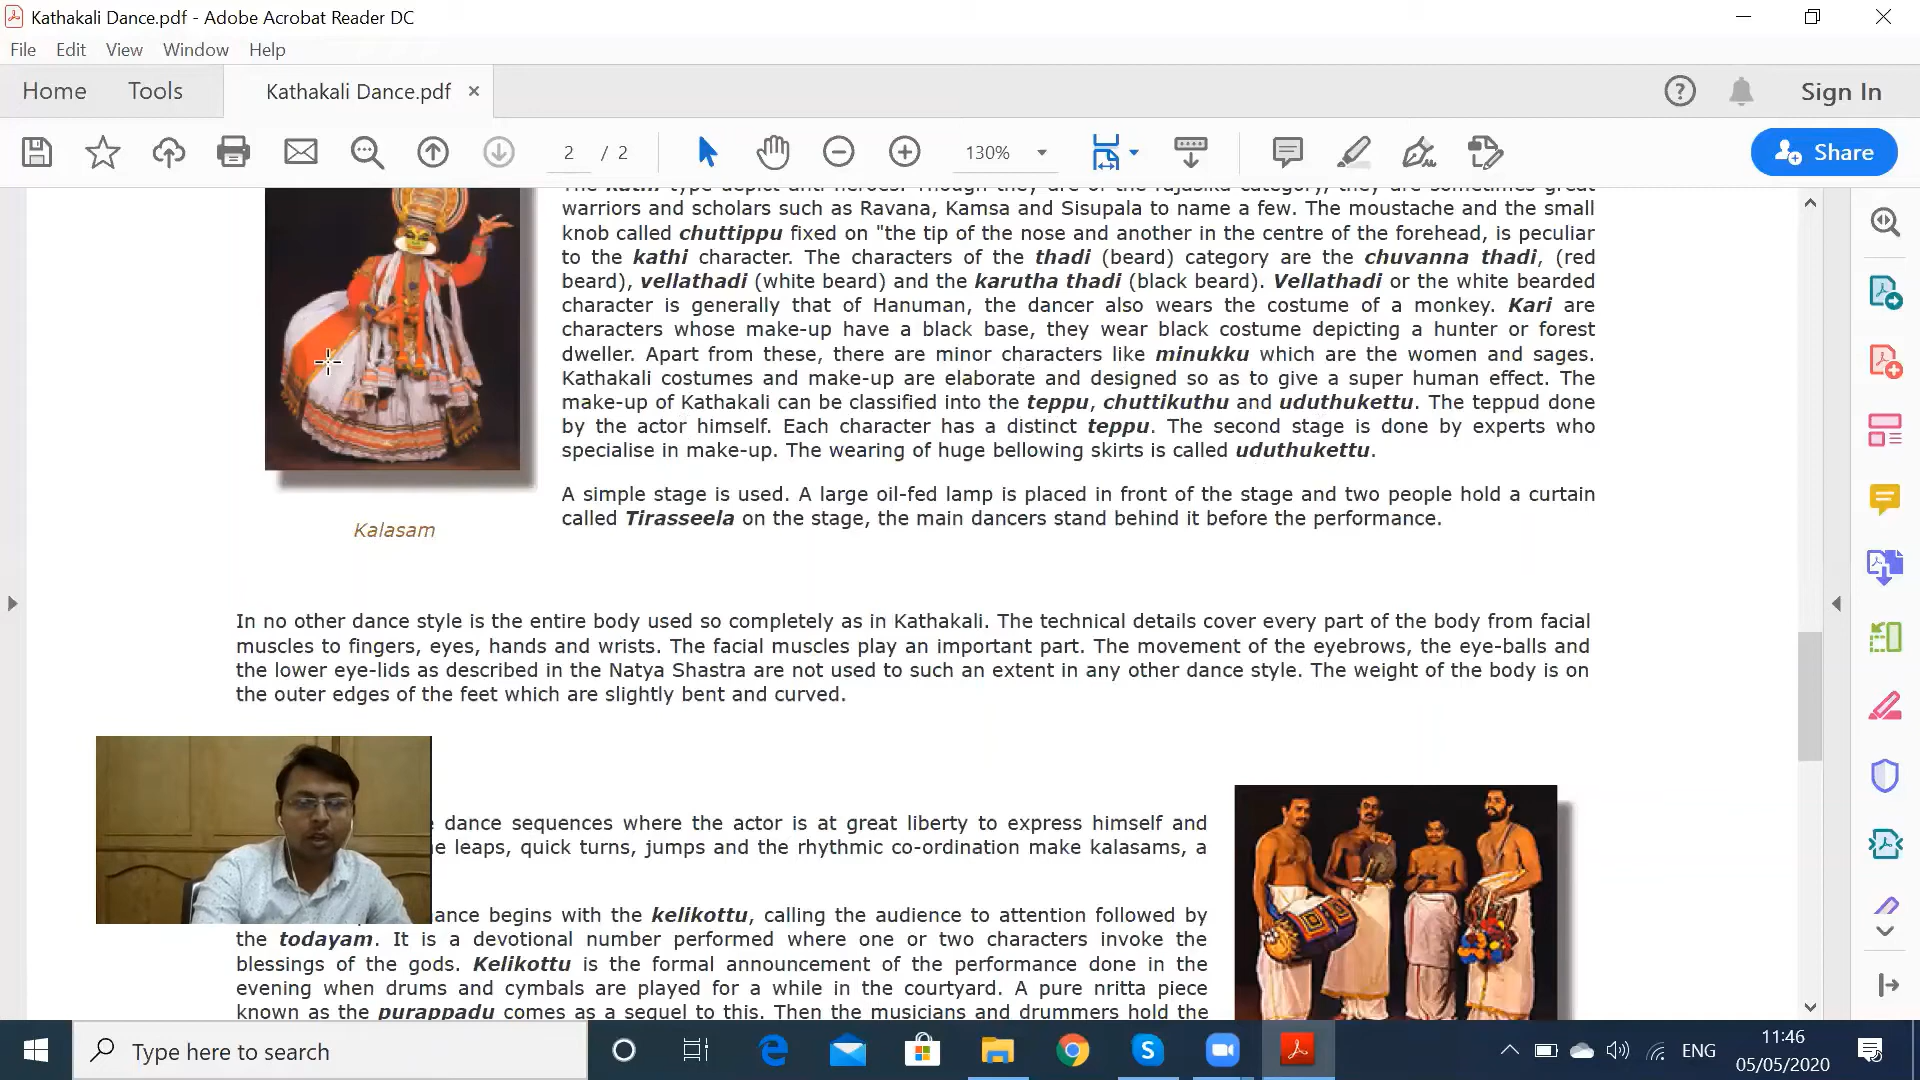 Kathakali Dance.pdf - Adobe Acrobat Reader DC
File Edit View Window Help
Home Tools Kathakali Dance.pdf × ? Sign In
2 / 2 130% Share
The kathi type depict anti-heroes. Though they are of the rajasika category, they are sometimes great
warriors and scholars such as Ravana, Kamsa and Sisupala to name a few. The moustache and the small
knob called chuttippu fixed on "the tip of the nose and another in the centre of the forehead, is peculiar
to the kathi character. The characters of the thadi (beard) category are the chuvanna thadi, (red
beard), vellathadi (white beard) and the karutha thadi (black beard). Vellathadi or the white bearded
character is generally that of Hanuman, the dancer also wears the costume of a monkey. Kari are
characters whose make-up have a black base, they wear black costume depicting a hunter or forest
dweller. Apart from these, there are minor characters like minukku which are the women and sages.
Kathakali costumes and make-up are elaborate and designed so as to give a super human effect. The
make-up of Kathakali can be classified into the teppu, chuttikuthu and uduthukettu. The teppud done
by the actor himself. Each character has a distinct teppu. The second stage is done by experts who
specialise in make-up. The wearing of huge bellowing skirts is called uduthukettu.
A simple stage is used. A large oil-fed lamp is placed in front of the stage and two people hold a curtain
called Tirasseela on the stage, the main dancers stand behind it before the performance.
Kalasam
In no other dance style is the entire body used so completely as in Kathakali. The technical details cover every part of the body from facial
muscles to fingers, eyes, hands and wrists. The facial muscles play an important part. The movement of the eyebrows, the eye-balls and
the lower eye-lids as described in the Natya Shastra are not used to such an extent in any other dance style. The weight of the body is on
the outer edges of the feet which are slightly bent and curved.
dance sequences where the actor is at great liberty to express himself and
leaps, quick turns, jumps and the rhythmic co-ordination make kalasams, a
ance begins with the kelikottu, calling the audience to attention followed by
the todayam. It is a devotional number performed where one or two characters invoke the
blessings of the gods. Kelikottu is the formal announcement of the performance done in the
evening when drums and cymbals are played for a while in the courtyard. A pure nritta piece
known as the purappadu comes as a sequel to this. Then the musicians and drummers hold the
Type here to search ENG 11:46
05/05/2020